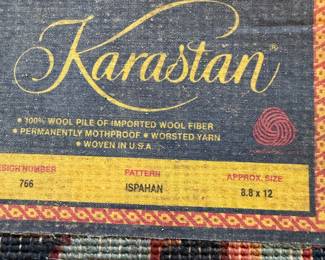 Karastan®
• 100% WOOL PILE OF IMPORTED WOOL FIBER
• PERMANENTLY MOTHPROOF • WORSTED YARN
• WOVEN IN U.S.A.
ESIGN NUMBER PATTERN APPROX. SIZE
766 ISPAHAN 8.8 x 12